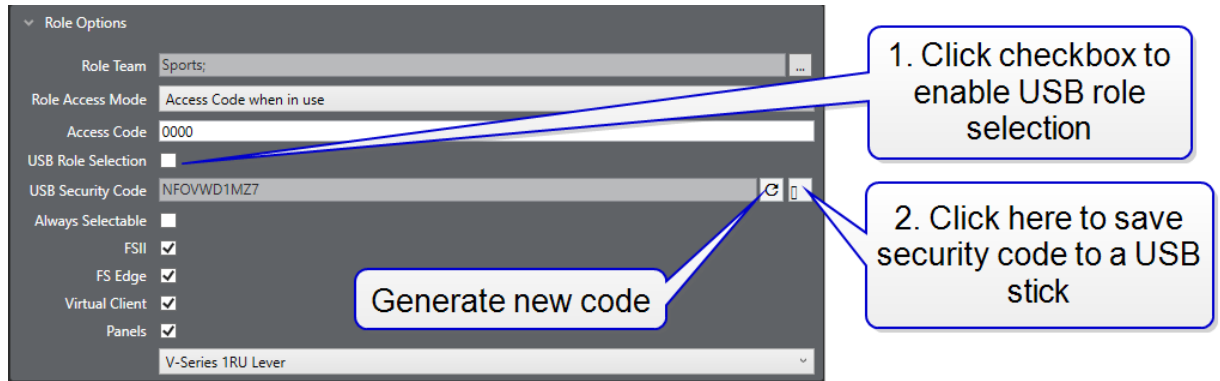 Role Options
Role Team Sports; ...
Role Access Mode Access Code when in use
Access Code 0000
USB Role Selection
USB Security Code NFOVWD1MZ7
Always Selectable
FSII
FS Edge
Virtual Client
Panels
V-Series 1RU Lever
1. Click checkbox to
enable USB role
selection
2. Click here to save
security code to a USB
stick
Generate new code